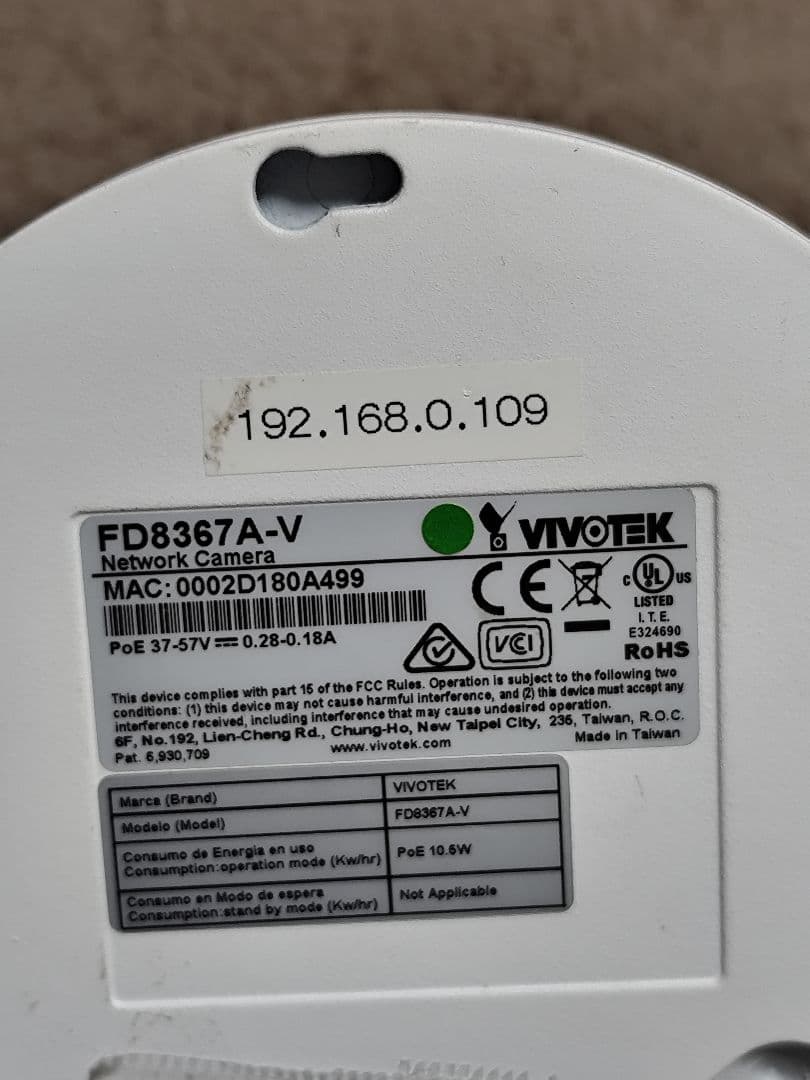 192.168.0.109
FD8367A-V
VIVOTEK
Network Camera
MAC:0002D180A499
CE
c UL US
LISTED
I.T.E.
E324690
PoE 37-57V 0.28-0.18A
VCCI
RoHS
This device complies with part 15 of the FCC Rules. Operation is subject to the following two
conditions: (1) this device may not cause harmful interference, and (2) this device must accept any
interference received, including interference that may cause undesired operation.
6F, No.192, Lien-Cheng Rd., Chung-Ho, New Taipei City, 235, Taiwan, R.O.C.
Pat. 6,930,709
www.vivotek.com
Made in Taiwan
Marca (Brand)
VIVOTEK
Modelo (Model)
FD8367A-V
Consumo de Energia en uso
Consumption:operation mode (Kw/hr)
PoE 10.5W
Consumo en Modo de espera
Consumption:stand by mode (Kw/hr)
Not Applicable